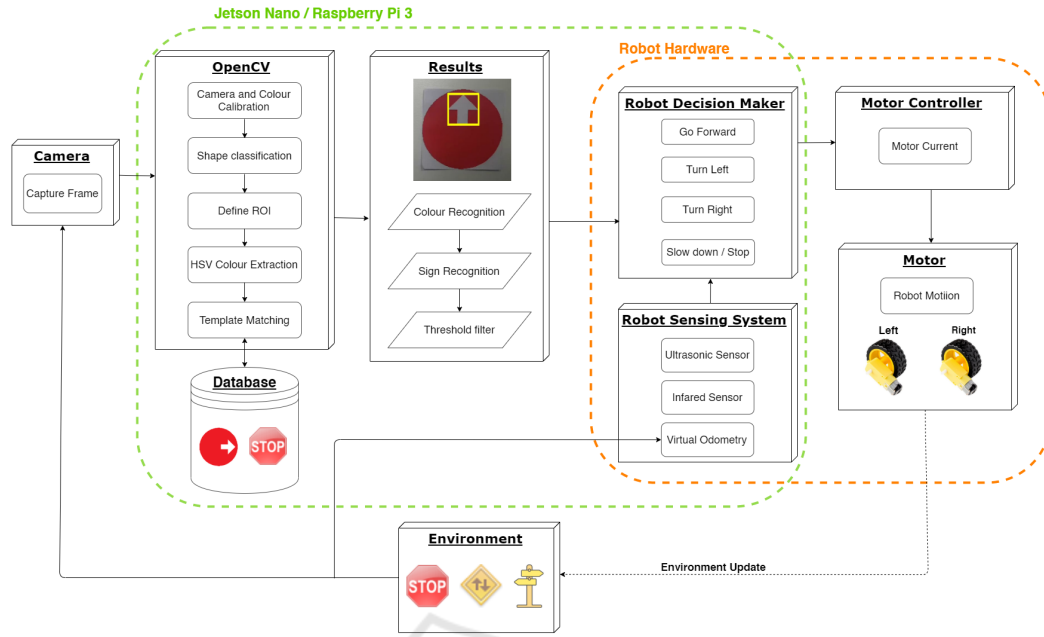 Jetson Nano / Raspberry Pi 3
Robot Hardware
Camera
Capture Frame
OpenCV
Camera and Colour
Calibration
Shape classification
Define ROI
HSV Colour Extraction
Template Matching
Database
STOP
Results
Colour Recognition
Sign Recognition
Threshold filter
Robot Decision Maker
Go Forward
Turn Left
Turn Right
Slow down / Stop
Robot Sensing System
Ultrasonic Sensor
Infared Sensor
Virtual Odometry
Motor Controller
Motor Current
Motor
Robot Motiion
Left
Right
Environment
STOP
Environment Update